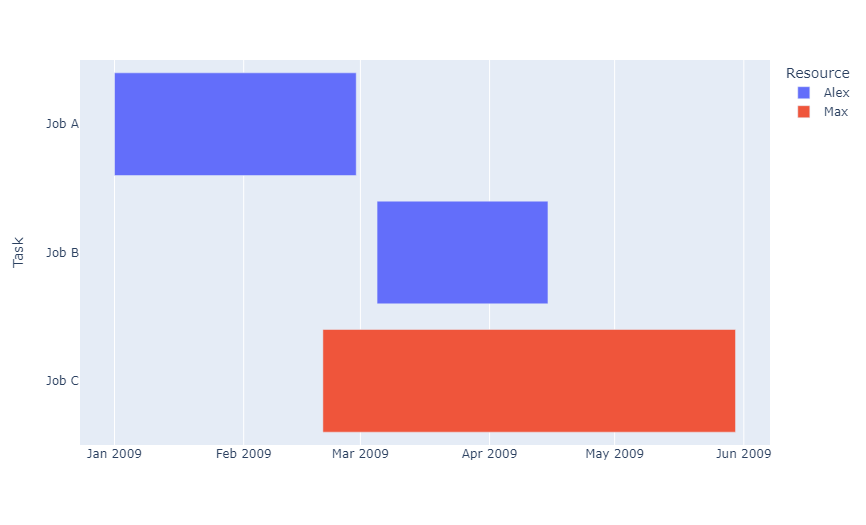 Resource
Alex
Max
Job A
Job B
Job C
Task
Jan 2009
Feb 2009
Mar 2009
Apr 2009
May 2009
Jun 2009